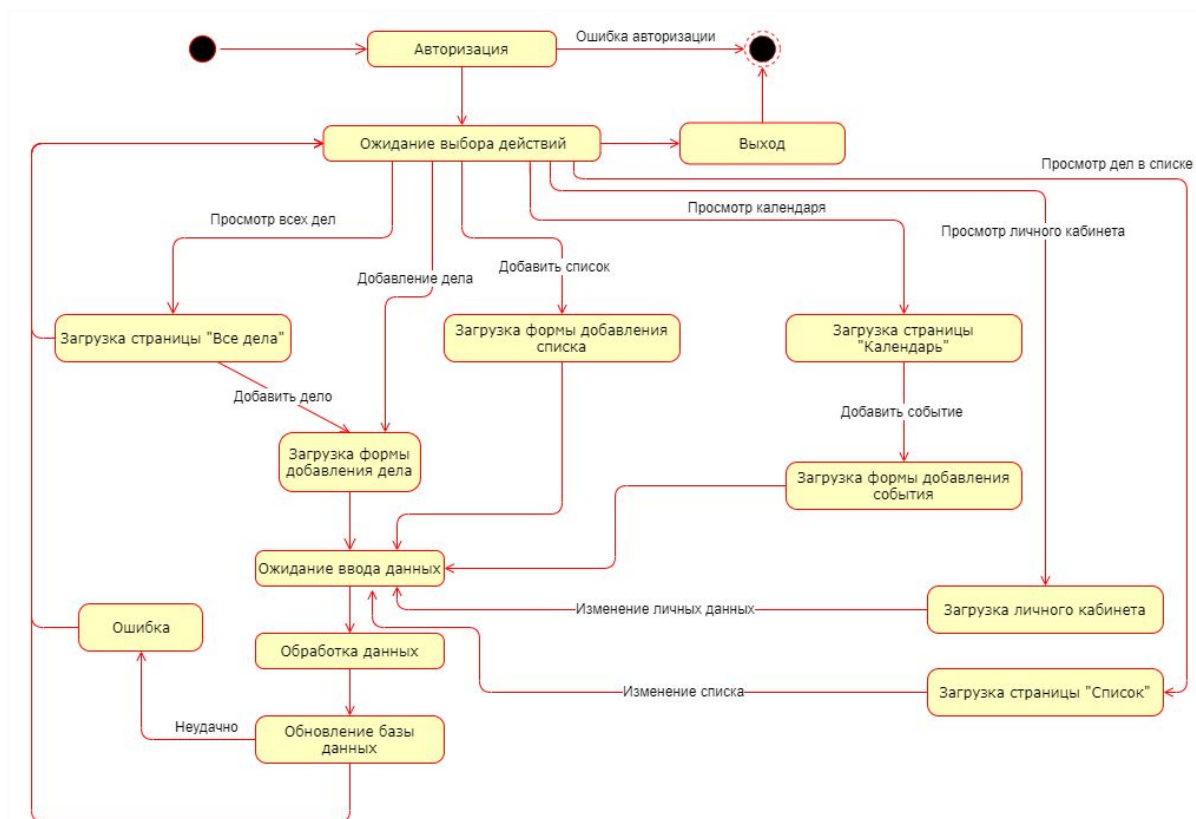 Авторизация
Ошибка авторизации
Ожидание выбора действий
Выход
Просмотр дел в списке
Просмотр всех дел
Просмотр календаря
Просмотр личного кабинета
Добавление дела
Добавить список
Загрузка страницы "Все дела"
Загрузка формы добавления
списка
Загрузка страницы
"Календарь"
Добавить дело
Добавить событие
Загрузка формы
добавления дела
Загрузка формы добавления
события
Ожидание ввода данных
Изменение личных данных
Загрузка личного кабинета
Ошибка
Обработка данных
Изменение списка
Загрузка страницы "Список"
Неудачно
Обновление базы
данных